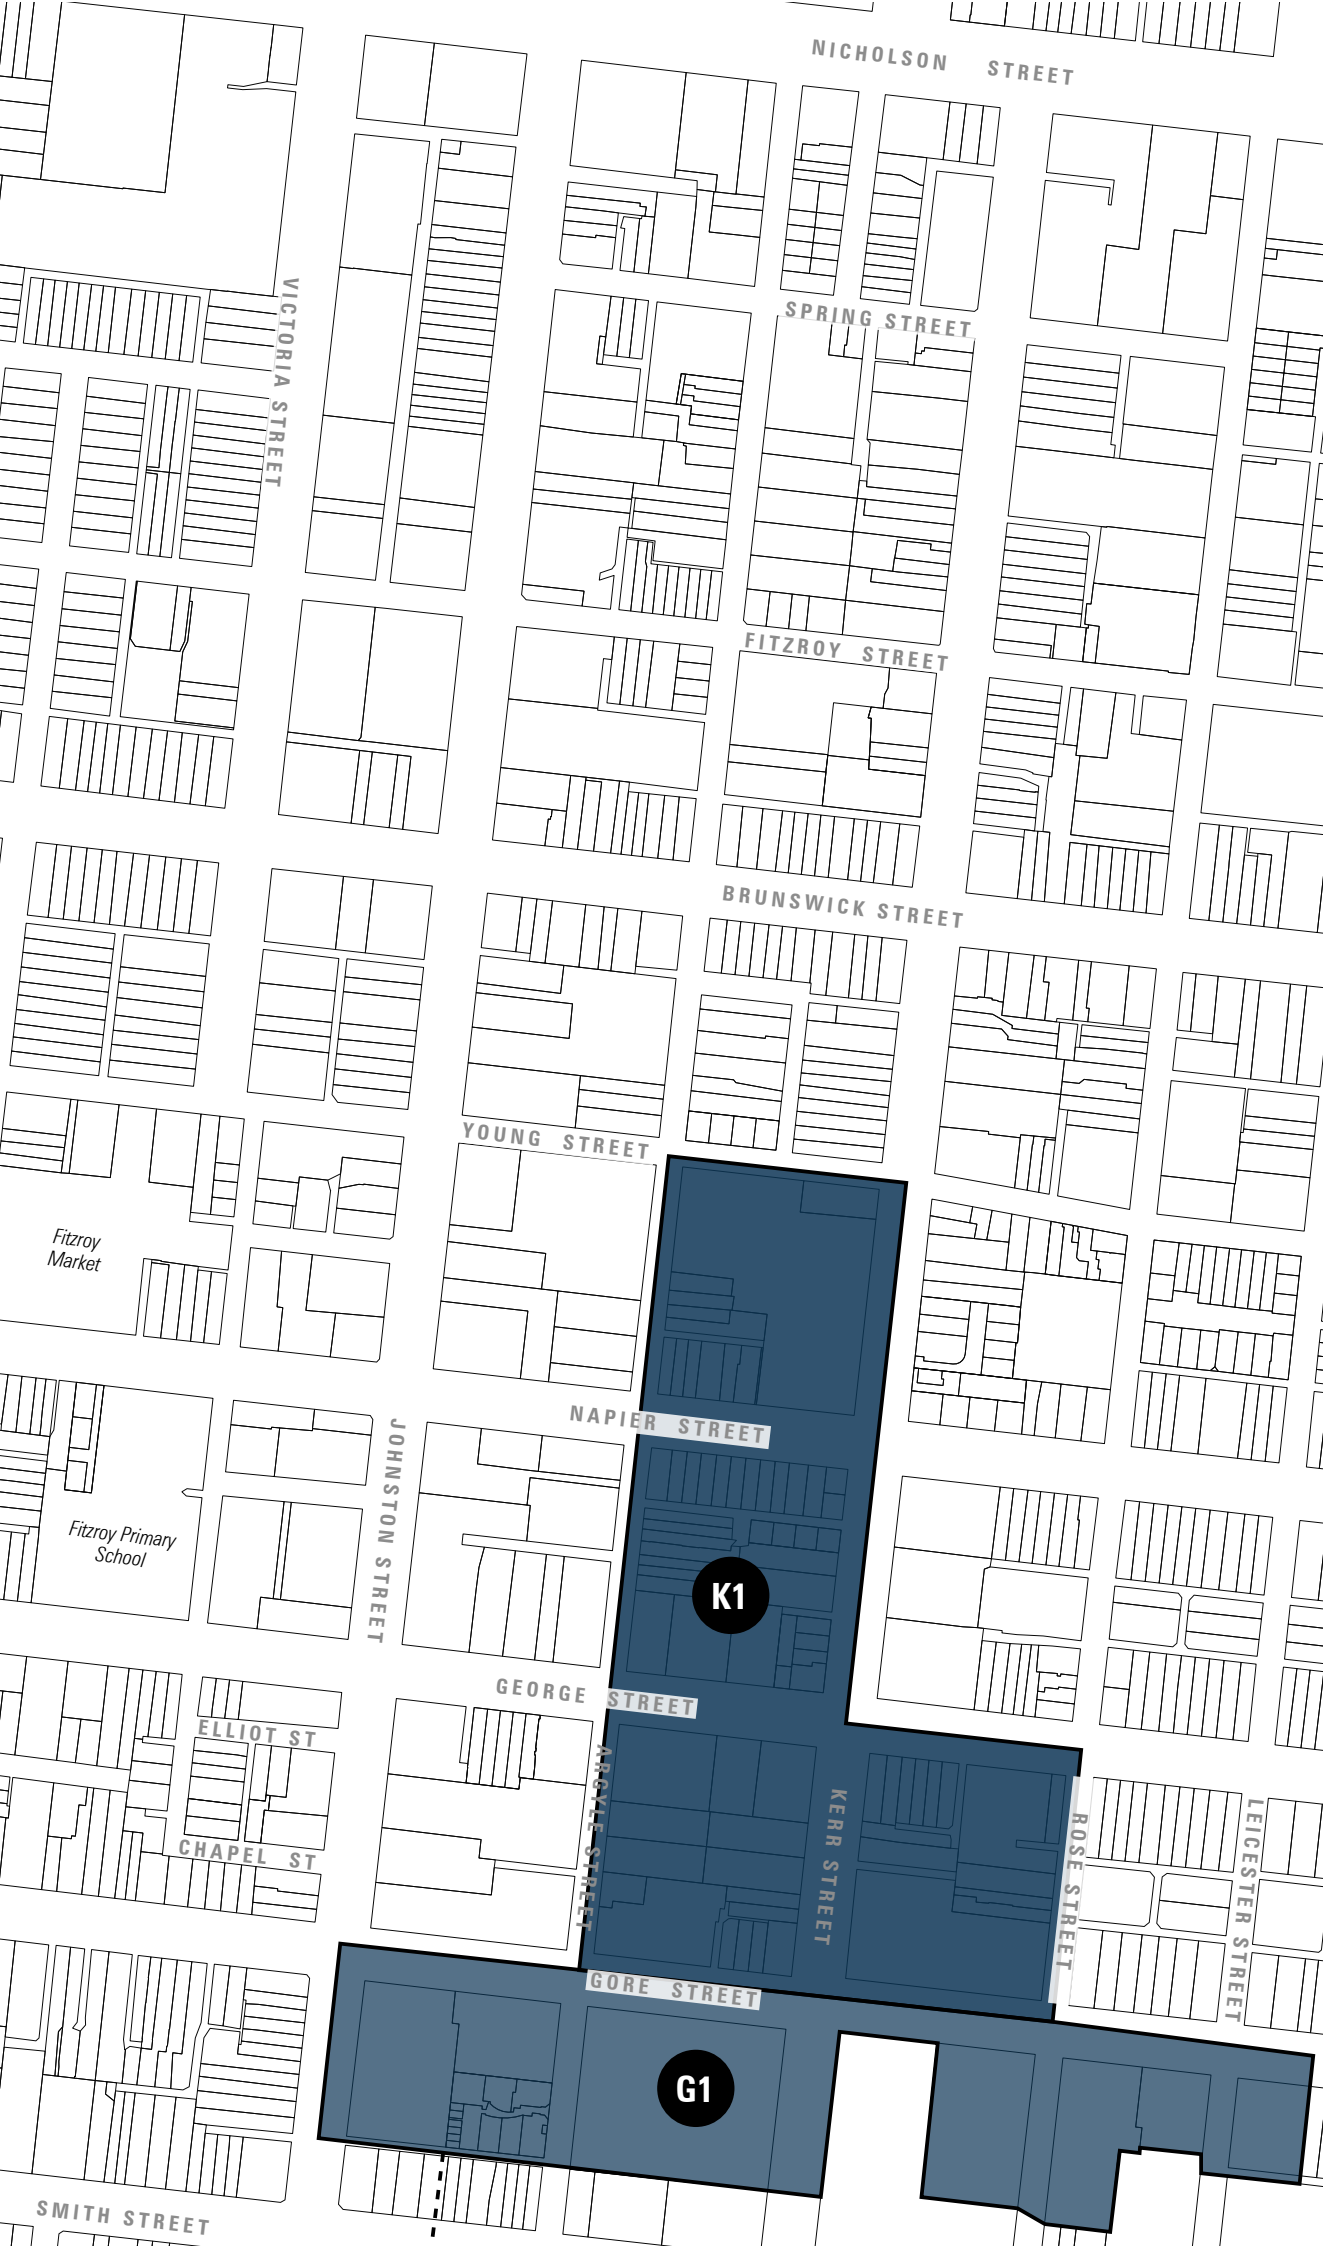 NICHOLSON STREET
VICTORIA STREET
SPRING STREET
FITZROY STREET
BRUNSWICK STREET
YOUNG STREET
Fitzroy
Market
NAPIER STREET
JOHNSTON STREET
Fitzroy Primary
School
K1
GEORGE STREET
ELLIOT ST
ARGYLE STREET
KERR STREET
ROSE STREET
LEICESTER STREET
CHAPEL ST
GORE STREET
G1
SMITH STREET